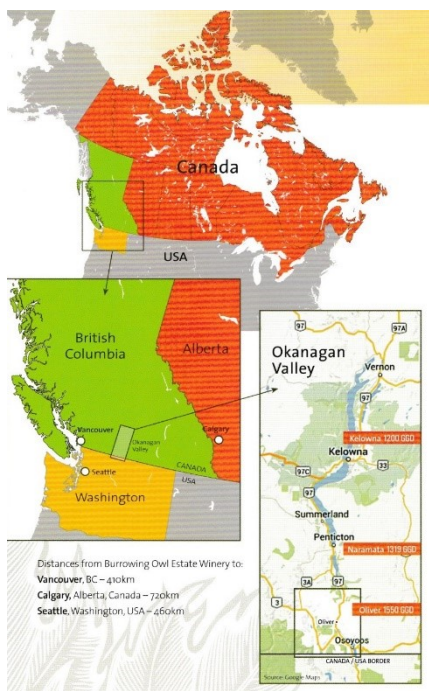 Canada
USA
British
Columbia
Alberta
Vancouver
Okanagan
Valley
Calgary
Seattle
CANADA
USA
Washington
Distances from Burrowing Owl Estate Winery to:
Vancouver, BC – 410km
Calgary, Alberta, Canada – 720km
Seattle, Washington, USA – 460km
Okanagan
Valley
97
97A
Vernon
97
Kelowna 1200 GGD
Kelowna
97C
33
97
Summerland
Penticton
Naramata 1319 GGD
3A
97
3
Oliver 1550 GGD
Oliver
Osoyoos
CANADA / USA BORDER
Source: Google Maps